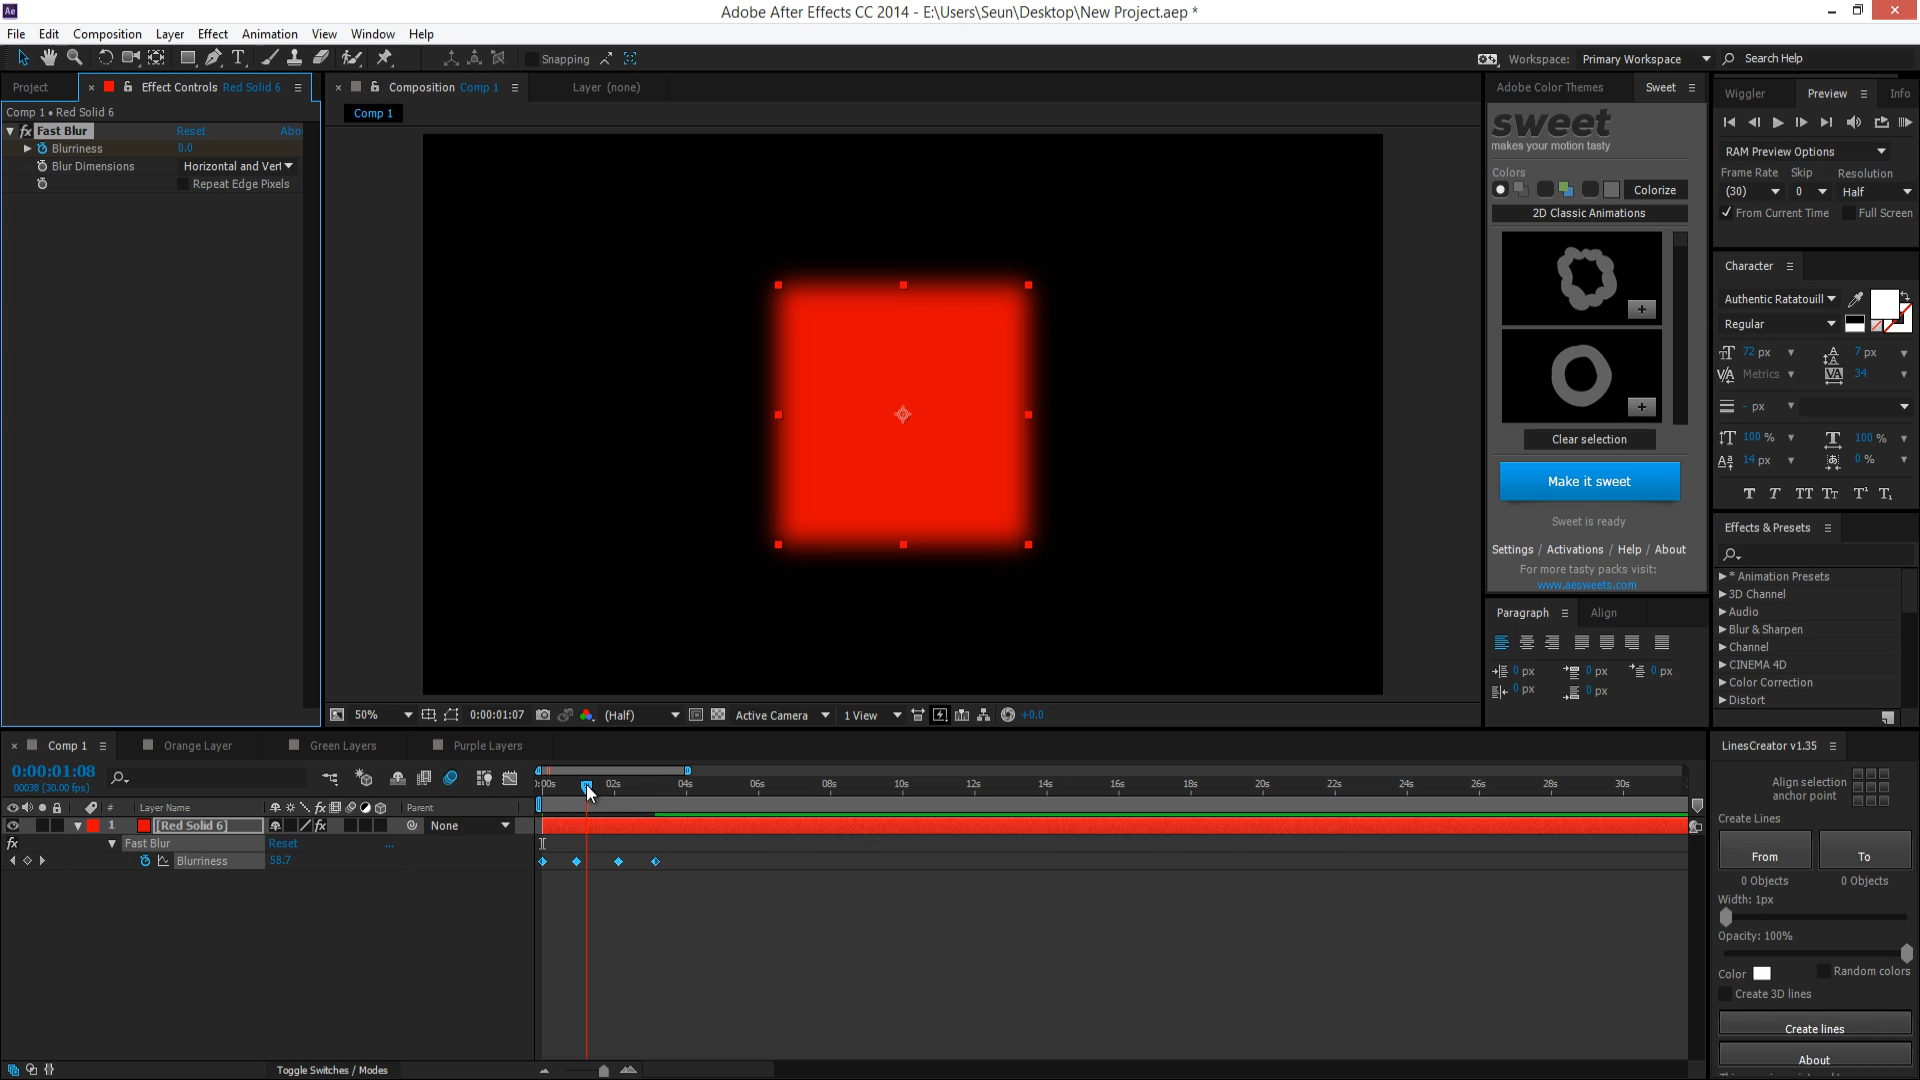 Ae
Adobe After Effects CC 2014 - E:\Users\Seun\Desktop\New Project.aep *
File Edit Composition Layer Effect Animation View Window Help
T Snapping
Workspace: Primary Workspace
Search Help
Project
Effect Controls Red Solid 6
Comp 1 • Red Solid 6
fx Fast Blur Reset Abo
Blurriness 0.0
Blur Dimensions Horizontal and Vert
Repeat Edge Pixels
Composition Comp 1
Layer (none)
Comp 1
50% 0:00:01:07 (Half) Active Camera 1 View +0.0
Adobe Color Themes Sweet
sweet
makes your motion tasty
Colors
Colorize
2D Classic Animations
+
+
Clear selection
Make it sweet
Sweet is ready
Settings / Activations / Help / About
For more tasty packs visit:
www.aesweets.com
Paragraph Align
0 px 0 px 0 px
0 px 0 px
Wiggler Preview Info
RAM Preview Options
Frame Rate Skip Resolution
(30) 0 Half
From Current Time Full Screen
Character
Authentic Ratatouill
Regular
72 px 7 px
Metrics 34
- px
100 % 100 %
14 px 0 %
T T TT Tt T¹ T₁
Effects & Presets
* Animation Presets
3D Channel
Audio
Blur & Sharpen
Channel
CINEMA 4D
Color Correction
Distort
Comp 1 Orange Layer Green Layers Purple Layers
0:00:01:08
00038 (30.00 fps)
# Layer Name fx Parent
1 [Red Solid 6] fx None
fx Fast Blur Reset ...
Blurriness 58.7
:00s 02s 04s 06s 08s 10s 12s 14s 16s 18s 20s 22s 24s 26s 28s 30s
Toggle Switches / Modes
LinesCreator v1.35
Align selection
anchor point
Create Lines
From To
0 Objects 0 Objects
Width: 1px
Opacity: 100%
Color Random colors
Create 3D lines
Create lines
About